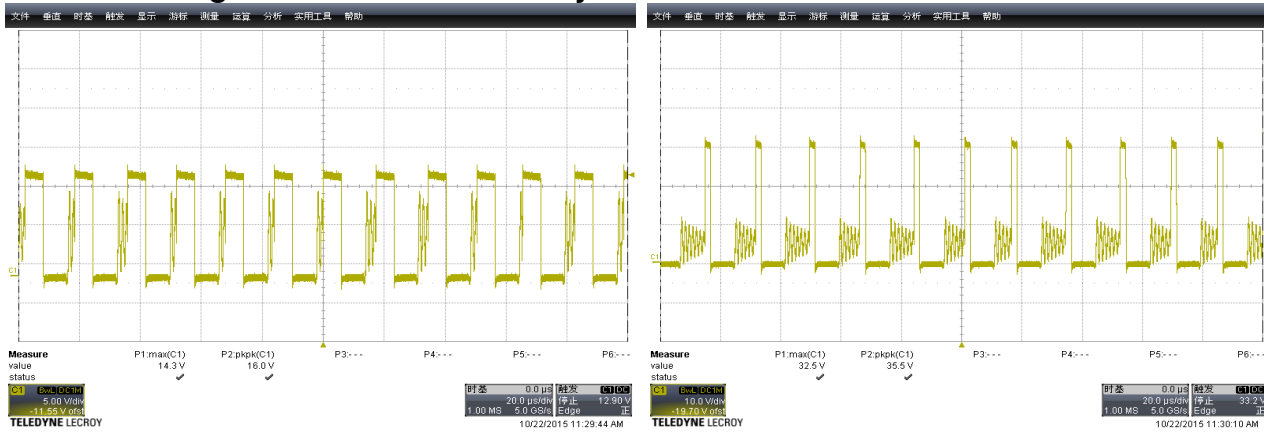 文件 垂直 时基 触发 显示 游标 测量 运算 分析 实用工具 帮助
C1
Measure P1:max(C1) P2:pkpk(C1) P3:- - - P4:- - - P5:- - - P6:- - -
value 14.3 V 16.0 V
status
C1 BwL DC1M
5.00 V/div
-11.55 V ofst
时基 0.0 µs
20.0 µs/div
1.00 MS 5.0 GS/s
触发 C1 DC
停止 12.90 V
Edge 正
TELEDYNE LECROY
10/22/2015 11:29:44 AM
文件 垂直 时基 触发 显示 游标 测量 运算 分析 实用工具 帮助
C1
Measure P1:max(C1) P2:pkpk(C1) P3:- - - P4:- - - P5:- - - P6:- - -
value 32.5 V 35.5 V
status
C1 BwL DC1M
10.0 V/div
-19.70 V ofst
时基 0.0 µs
20.0 µs/div
1.00 MS 5.0 GS/s
触发 C1 DC
停止 33.2 V
Edge 正
TELEDYNE LECROY
10/22/2015 11:30:10 AM